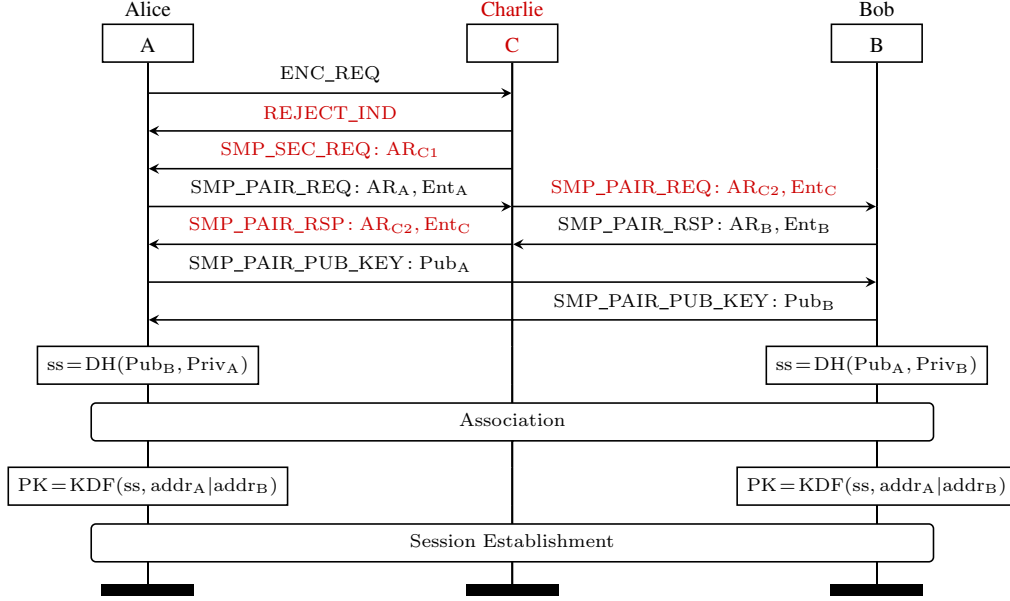 Alice Charlie Bob
A C B
ENC_REQ
REJECT_IND
SMP_SEC_REQ: AR_C1
SMP_PAIR_REQ: AR_A, Ent_A SMP_PAIR_REQ: AR_C2, Ent_C
SMP_PAIR_RSP: AR_C2, Ent_C SMP_PAIR_RSP: AR_B, Ent_B
SMP_PAIR_PUB_KEY: Pub_A
SMP_PAIR_PUB_KEY: Pub_B
ss=DH(Pub_B, Priv_A) ss=DH(Pub_A, Priv_B)
Association
PK=KDF(ss, addr_A|addr_B) PK=KDF(ss, addr_A|addr_B)
Session Establishment